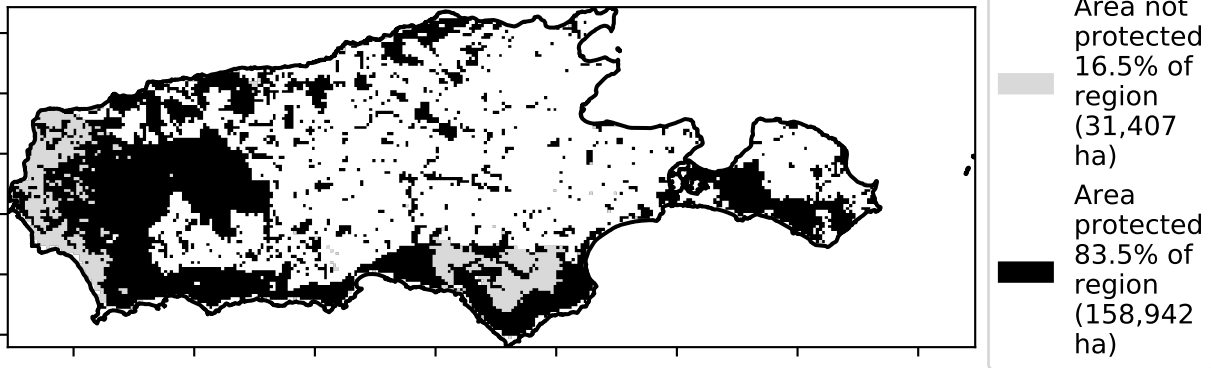 Area not
protected
16.5% of
region
(31,407
ha)
Area
protected
83.5% of
region
(158,942
ha)